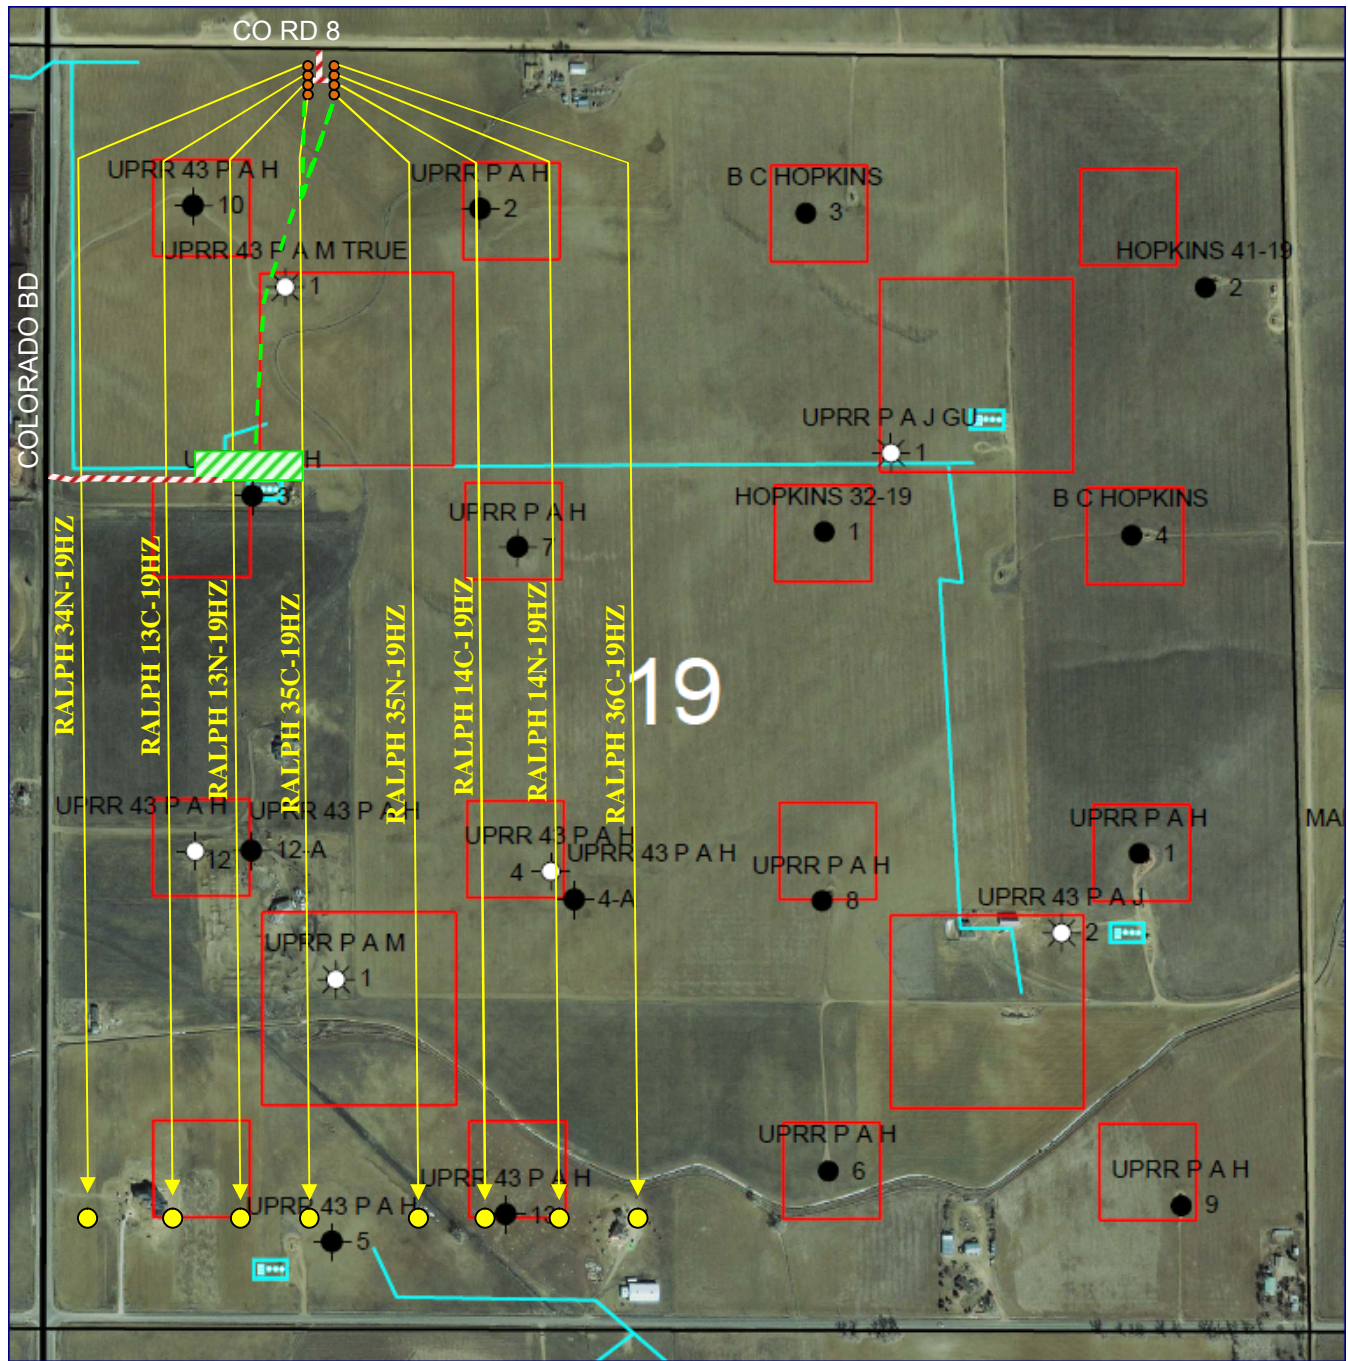 CO RD 8
UPRR 43 P A H
10
UPRR P A H
2
B C HOPKINS
3
UPRR 43 P A M TRUE
1
HOPKINS 41-19
2
COLORADO BD
UPRR P A J GU
1
H
3
UPRR P A H
7
HOPKINS 32-19
1
B C HOPKINS
4
RALPH 34N-19HZ
RALPH 13C-19HZ
RALPH 13N-19HZ
RALPH 35C-19HZ
RALPH 35N-19HZ
RALPH 14C-19HZ
RALPH 14N-19HZ
RALPH 36C-19HZ
19
UPRR 43 P A H
12
UPRR 43 P A H
12-A
UPRR 43 P A H
4
UPRR 43 P A H
4-A
UPRR P A H
8
UPRR P A H
1
MA
UPRR 43 P A J
2
UPRR P A M
1
UPRR P A H
6
UPRR P A H
9
UPRR 43 P A H
13
UPRR 43 P A H
5